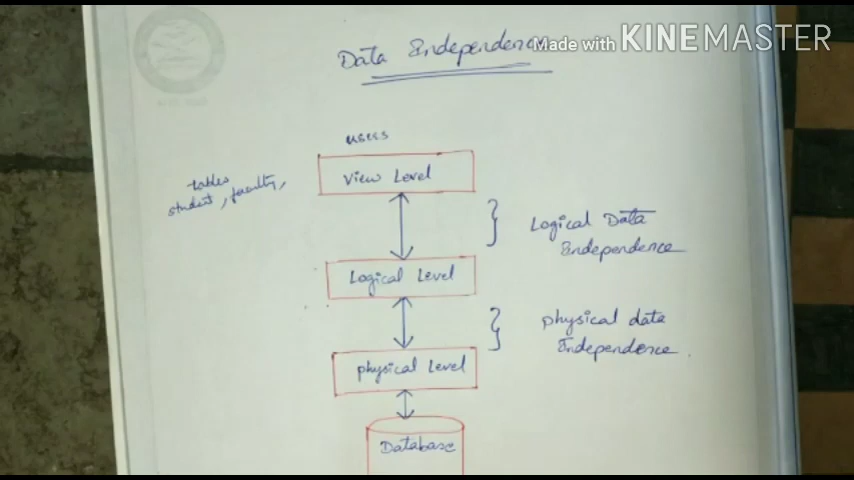 Data Independence
Made with KINEMASTER
users
View Level
tables
student, faculty,
Logical Data
Independence
Logical Level
physical data
Independence
physical Level
Database